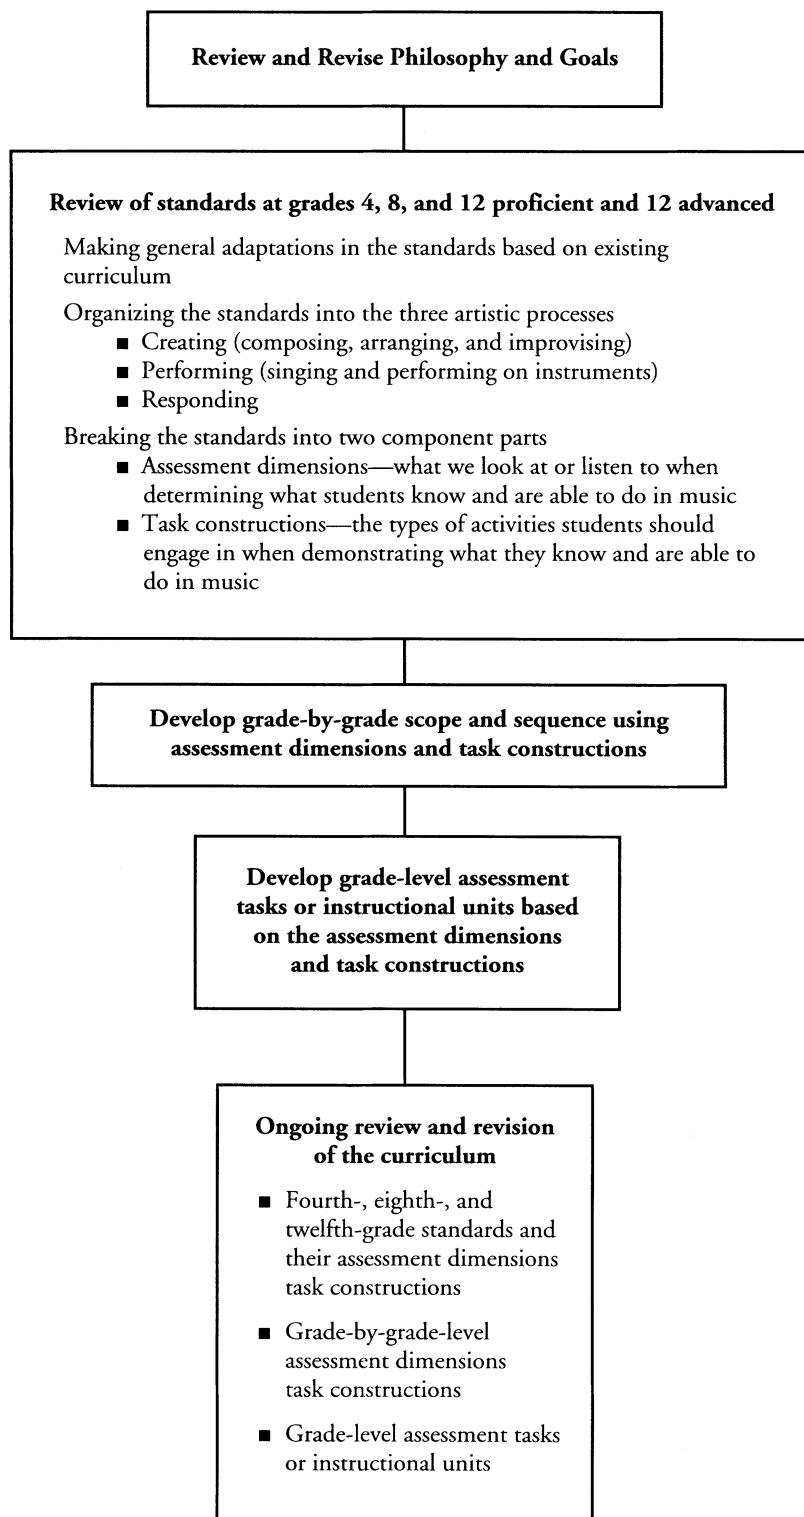 Review and Revise Philosophy and Goals
Review of standards at grades 4, 8, and 12 proficient and 12 advanced
Making general adaptations in the standards based on existing
curriculum
Organizing the standards into the three artistic processes
■ Creating (composing, arranging, and improvising)
■ Performing (singing and performing on instruments)
■ Responding
Breaking the standards into two component parts
■ Assessment dimensions—what we look at or listen to when
determining what students know and are able to do in music
■ Task constructions—the types of activities students should
engage in when demonstrating what they know and are able to
do in music
Develop grade-by-grade scope and sequence using
assessment dimensions and task constructions
Develop grade-level assessment
tasks or instructional units based
on the assessment dimensions
and task constructions
Ongoing review and revision
of the curriculum
■ Fourth-, eighth-, and
twelfth-grade standards and
their assessment dimensions
task constructions
■ Grade-by-grade-level
assessment dimensions
task constructions
■ Grade-level assessment tasks
or instructional units